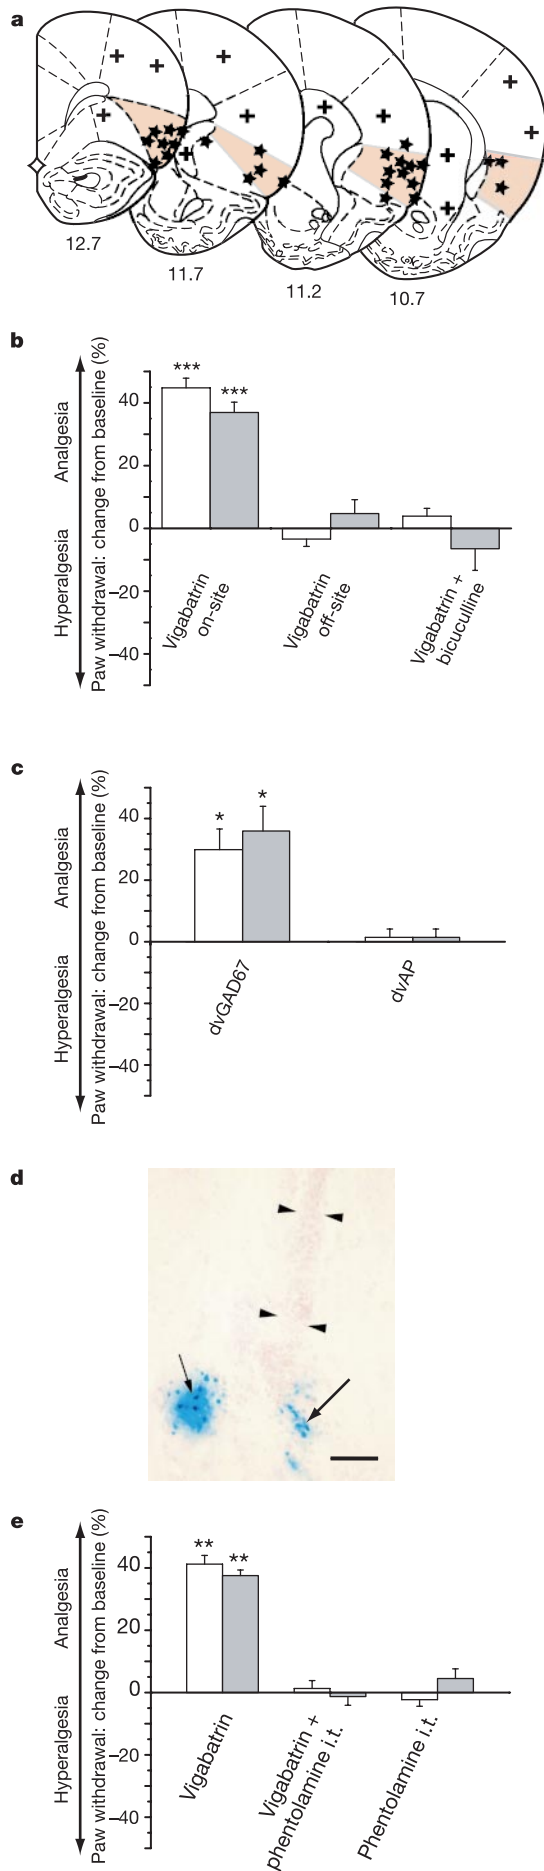 a
12.7
11.7
11.2
10.7
b
Analgesia
Hyperalgesia
Paw withdrawal: change from baseline (%)
40
20
0
−20
−40
***
***
Vigabatrin
on-site
Vigabatrin
off-site
Vigabatrin +
bicuculline
c
Analgesia
Hyperalgesia
Paw withdrawal: change from baseline (%)
40
20
0
−20
−40
*
*
dvGAD67
dvAP
d
e
Analgesia
Hyperalgesia
Paw withdrawal: change from baseline (%)
40
20
0
−20
−40
**
**
Vigabatrin
Vigabatrin +
phentolamine i.t.
Phentolamine i.t.